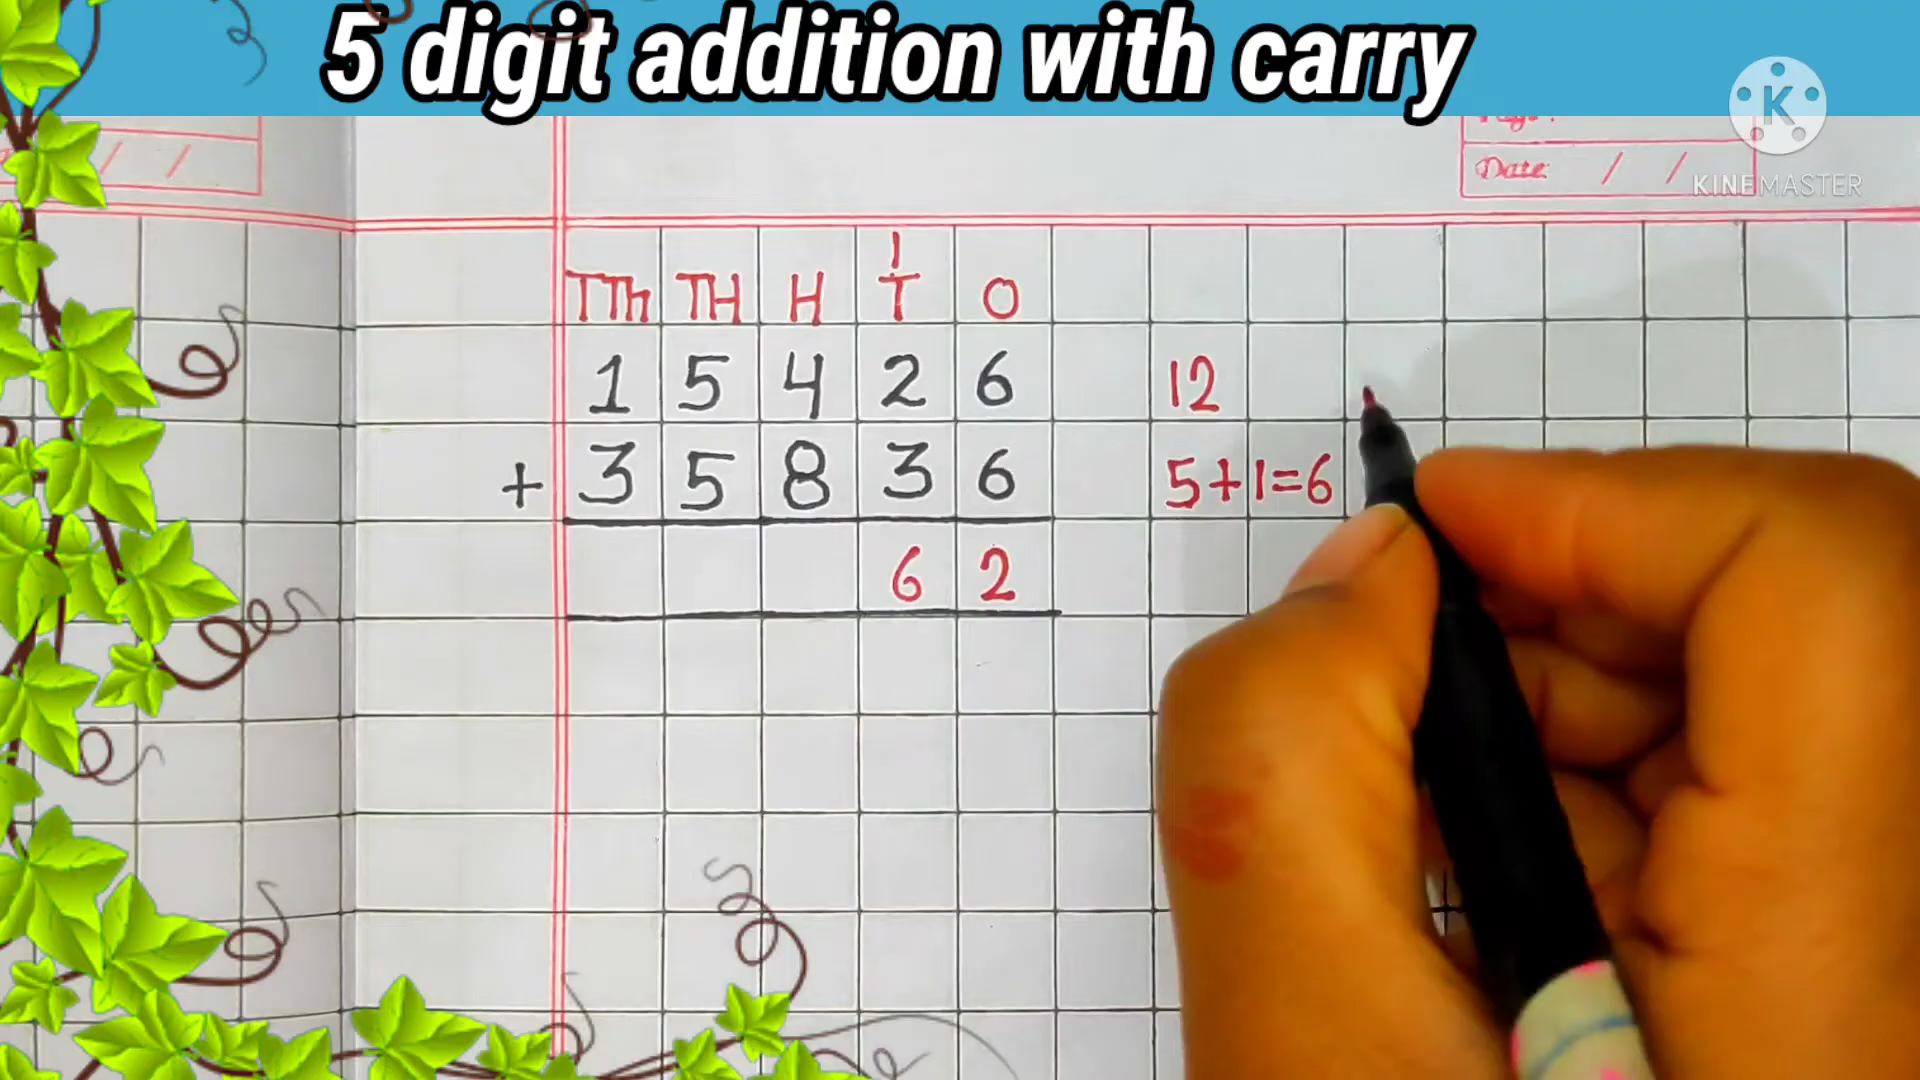 5 digit addition with carry
Date: / /
KINEMASTER
1
TTh TH H T O
1 5 4 2 6 12
+ 3 5 8 3 6 5+1=6
6 2